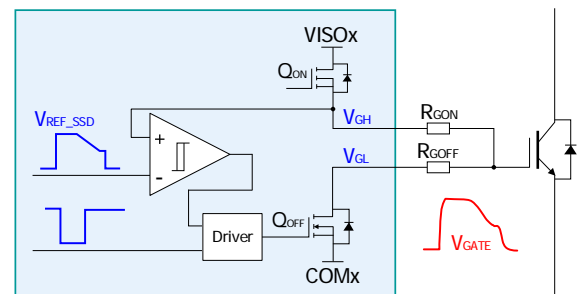 VISOx
QON
VREF_SSD
VGH
RGON
+
-
VGL
RGOFF
QOFF
Driver
COMx
VGATE